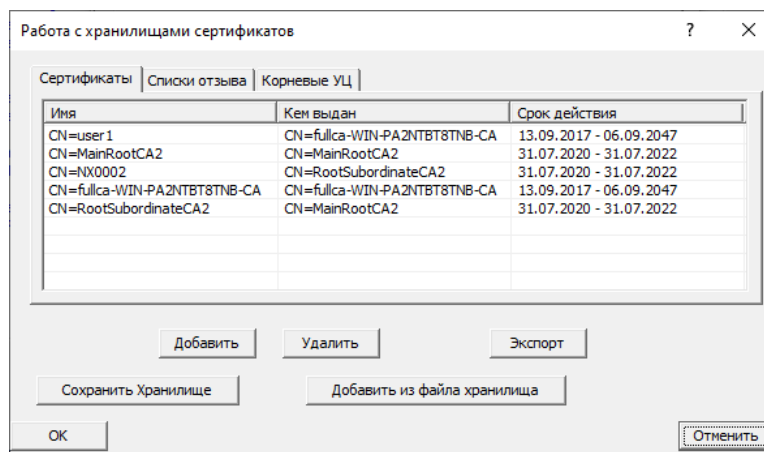 Работа с хранилищами сертификатов ?
Сертификаты Списки отзыва Корневые УЦ
Имя Кем выдан Срок действия
CN=user1 CN=fullca-WIN-PA2NTBT8TNB-CA 13.09.2017 - 06.09.2047
CN=MainRootCA2 CN=MainRootCA2 31.07.2020 - 31.07.2022
CN=NX0002 CN=RootSubordinateCA2 31.07.2020 - 31.07.2022
CN=fullca-WIN-PA2NTBT8TNB-CA CN=fullca-WIN-PA2NTBT8TNB-CA 13.09.2017 - 06.09.2047
CN=RootSubordinateCA2 CN=MainRootCA2 31.07.2020 - 31.07.2022
Добавить Удалить Экспорт
Сохранить Хранилище Добавить из файла хранилища
OK Отменить